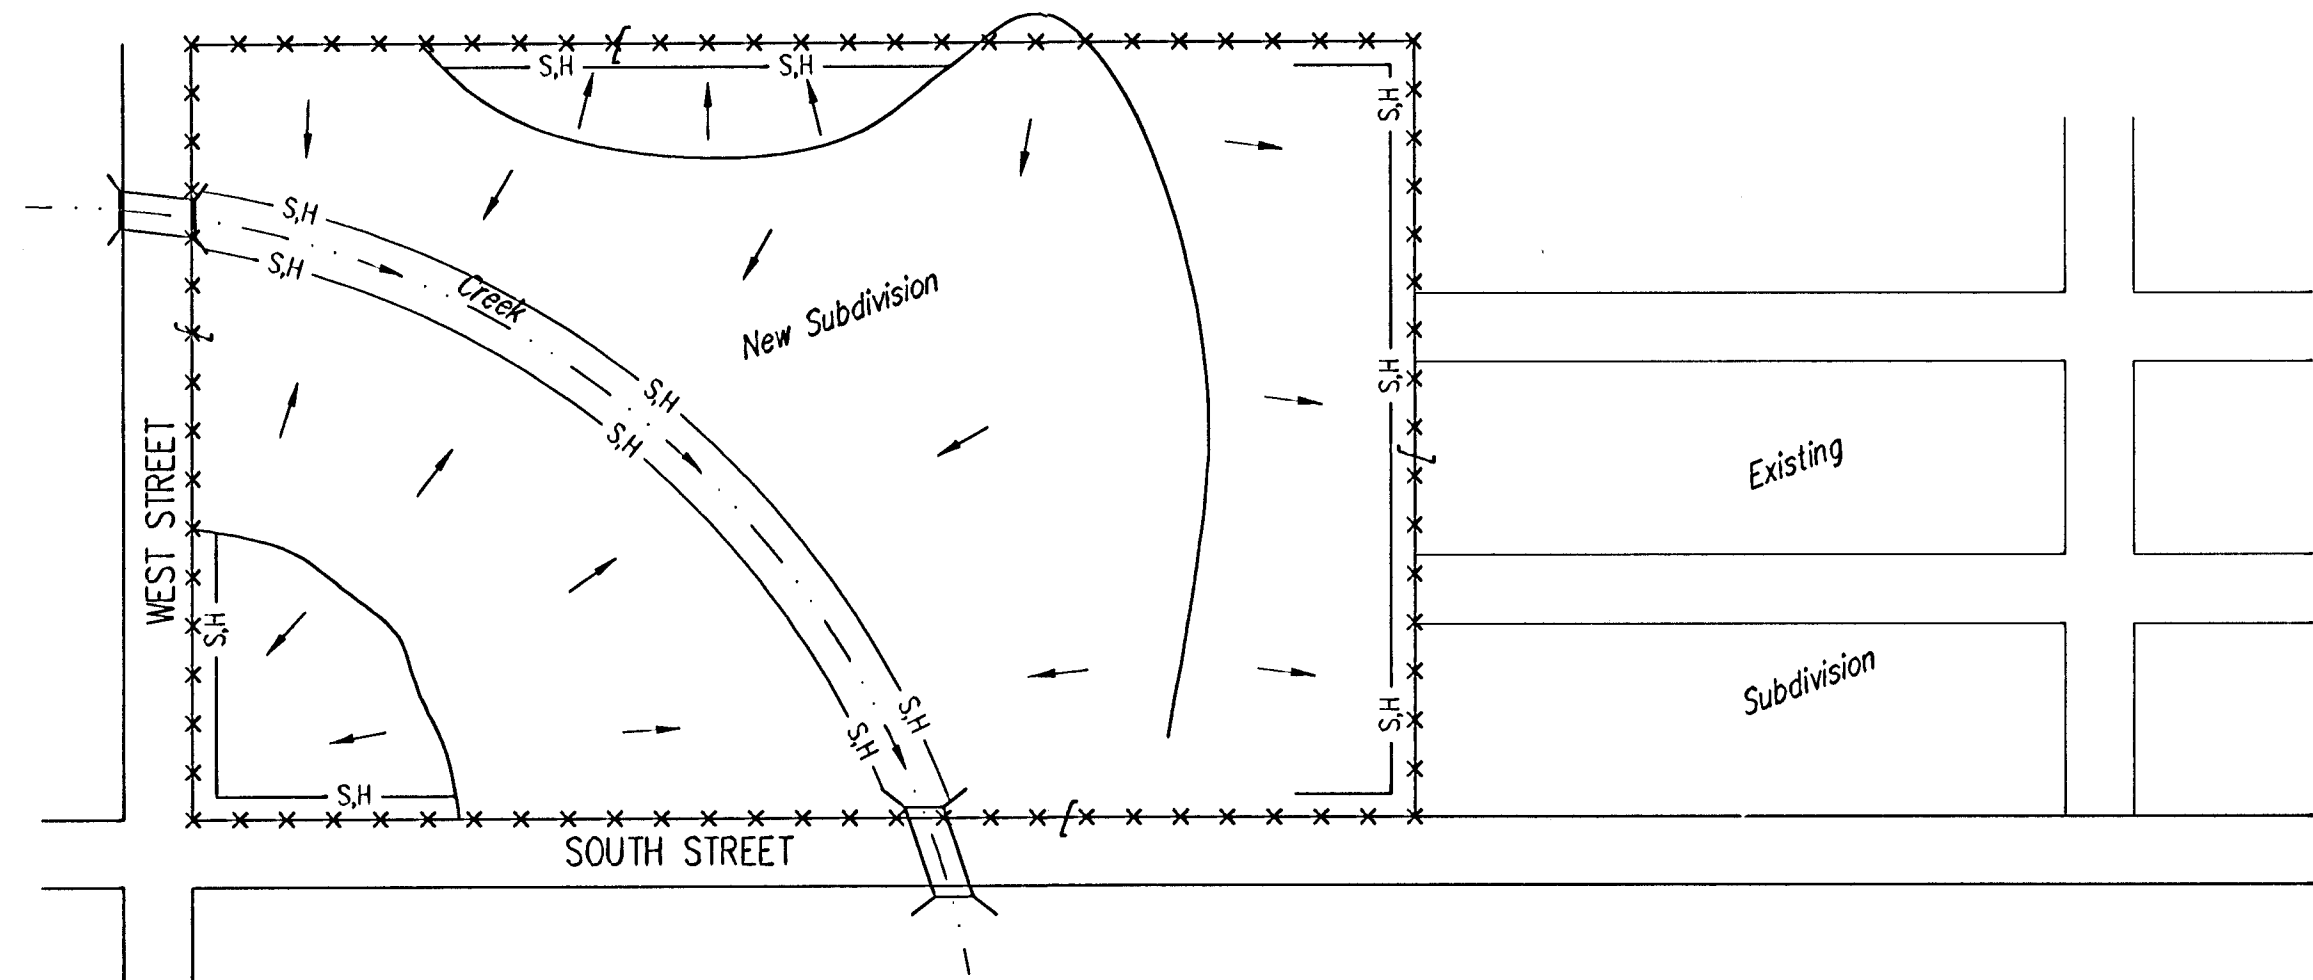 S,H
S,H
S,H
S,H
S,H
Creek
New Subdivision
S,H
S,H
S,H
WEST STREET
Existing
S,H
Subdivision
S,H
S,H
S,H
S,H
SOUTH STREET